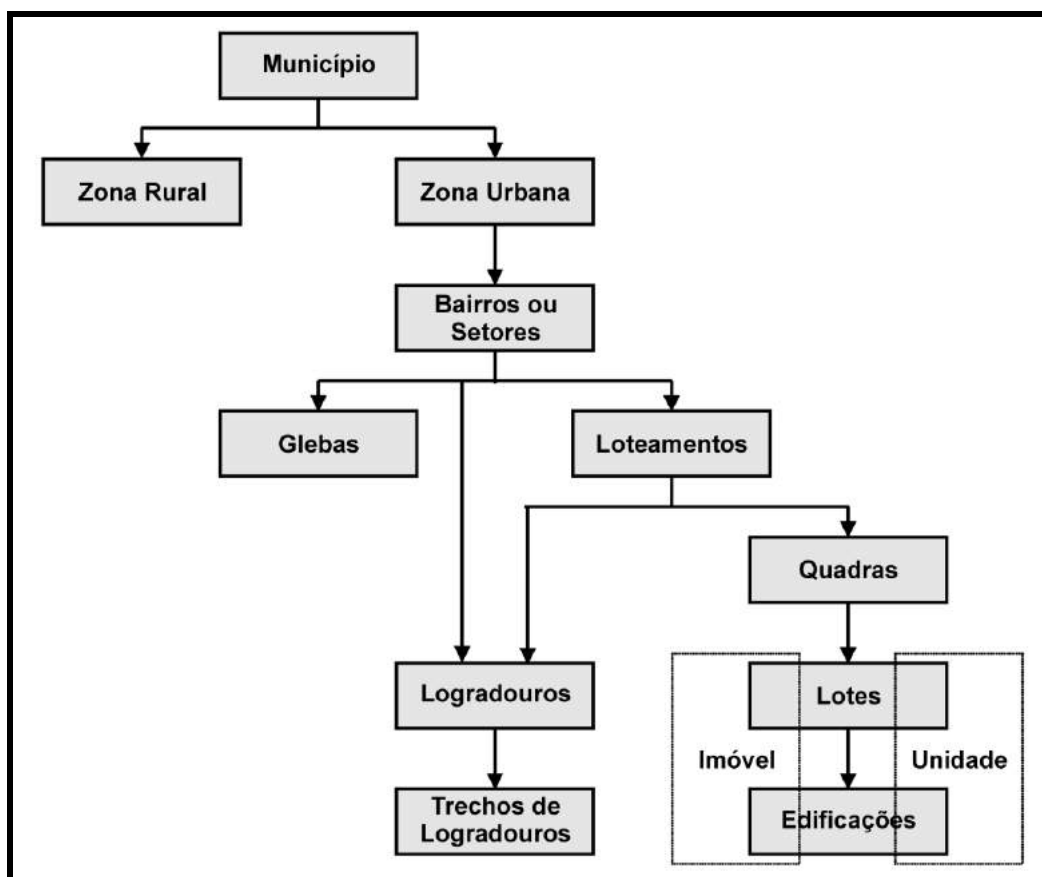 Município
Zona Rural
Zona Urbana
Bairros ou
Setores
Glebas
Loteamentos
Quadras
Logradouros
Lotes
Imóvel
Unidade
Trechos de
Logradouros
Edificações